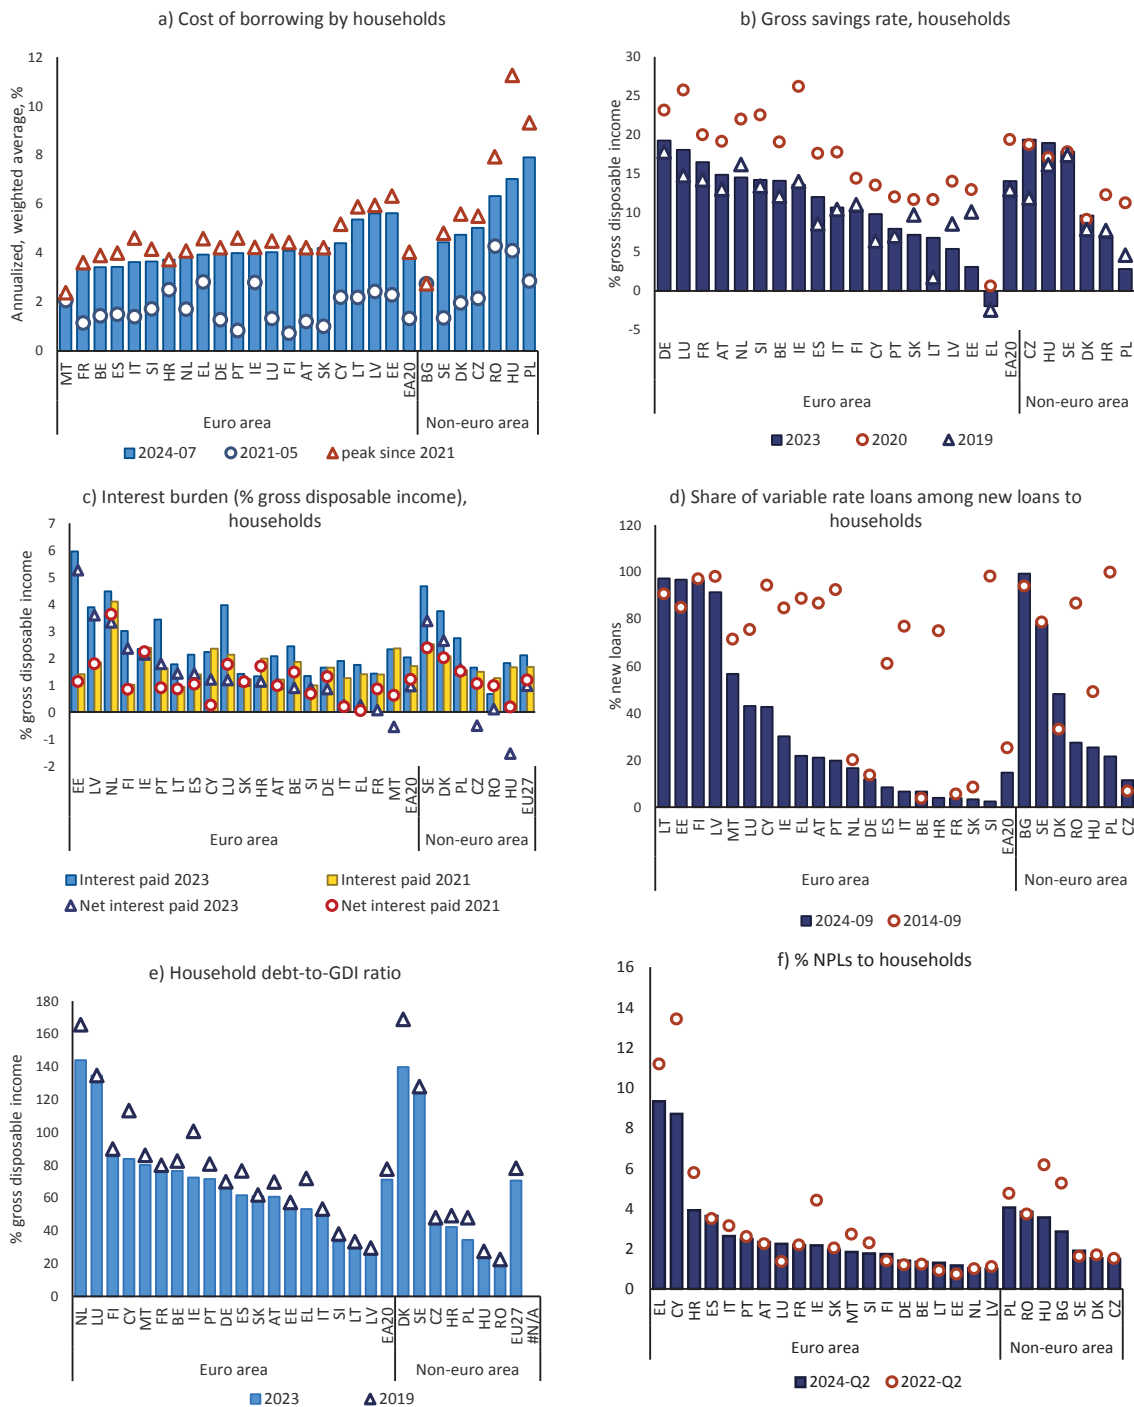 a) Cost of borrowing by households
Annualized, weighted average, %
12
10
8
6
4
2
0
MT FR BE ES IT SI HR NL EL DE PT IE LU FI AT SK CY LT LV EE EA20 BG SE DK CZ RO HU PL
Euro area Non-euro area
2024-07 2021-05 peak since 2021
b) Gross savings rate, households
% gross disposable income
30
25
20
15
10
5
0
-5
DE LU FR AT NL SI BE IE ES IT FI CY PT SK LT LV EE EL EA20 CZ HU SE DK HR PL
Euro area Non-euro area
2023 2020 2019
c) Interest burden (% gross disposable income),
households
% gross disposable income
7
6
5
4
3
2
1
0
-1
-2
EE LV NL FI IE PT LT ES CY LU SK HR AT BE SI DE IT EL FR MT EA20 SE DK PL CZ RO HU EU27
Euro area Non-euro area
Interest paid 2023 Interest paid 2021
Net interest paid 2023 Net interest paid 2021
d) Share of variable rate loans among new loans to
households
% new loans
120
100
80
60
40
20
0
LT EE FI LV MT LU CY IE EL AT PT NL DE ES IT BE HR FR SK SI EA20 BG SE DK RO HU PL CZ
Euro area Non-euro area
2024-09 2014-09
e) Household debt-to-GDI ratio
% gross disposable income
180
160
140
120
100
80
60
40
20
0
NL LU FI CY MT FR BE IE PT DE ES SK AT EE EL IT SI LT LV EA20 DK SE CZ HR PL HU RO EU27 #N/A
Euro area Non-euro area
2023 2019
f) % NPLs to households
16
14
12
10
8
6
4
2
0
EL CY HR ES IT PT AT LU FR IE SK MT SI FI DE BE LT EE NL LV PL RO HU BG SE DK CZ
Euro area Non-euro area
2024-Q2 2022-Q2